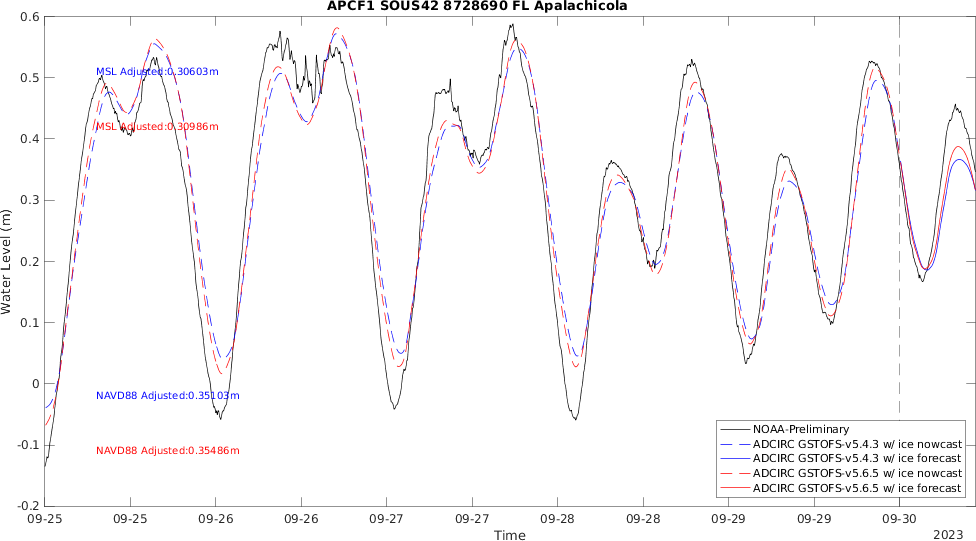 APCF1 SOUS42 8728690 FL Apalachicola
0.6
0.5
0.4
0.3
0.2
0.1
0
-0.1
-0.2
Water Level (m)
MSL Adjusted:0.30603m
MSL Adjusted:0.30986m
NAVD88 Adjusted:0.35103m
NAVD88 Adjusted:0.35486m
NOAA-Preliminary
ADCIRC GSTOFS-v5.4.3 w/ ice nowcast
ADCIRC GSTOFS-v5.4.3 w/ ice forecast
ADCIRC GSTOFS-v5.6.5 w/ ice nowcast
ADCIRC GSTOFS-v5.6.5 w/ ice forecast
09-25 09-25 09-26 09-26 09-27 09-27 09-28 09-28 09-29 09-29 09-30
Time
2023